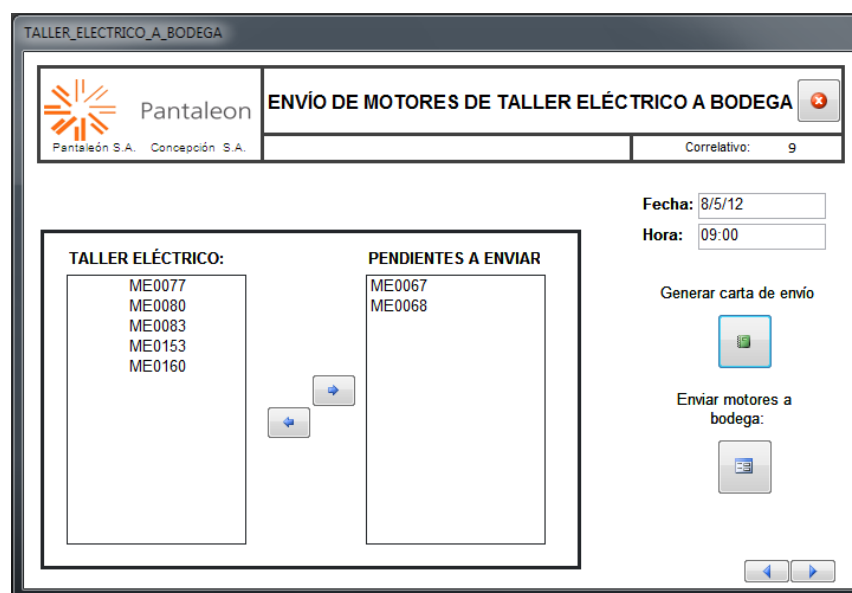 TALLER_ELECTRICO_A_BODEGA
Pantaleon
Pantaleón S.A. Concepción S.A.
ENVÍO DE MOTORES DE TALLER ELÉCTRICO A BODEGA
Correlativo: 9
Fecha: 8/5/12
Hora: 09:00
TALLER ELÉCTRICO:
ME0077
ME0080
ME0083
ME0153
ME0160
PENDIENTES A ENVIAR
ME0067
ME0068
Generar carta de envío
Enviar motores a
bodega: